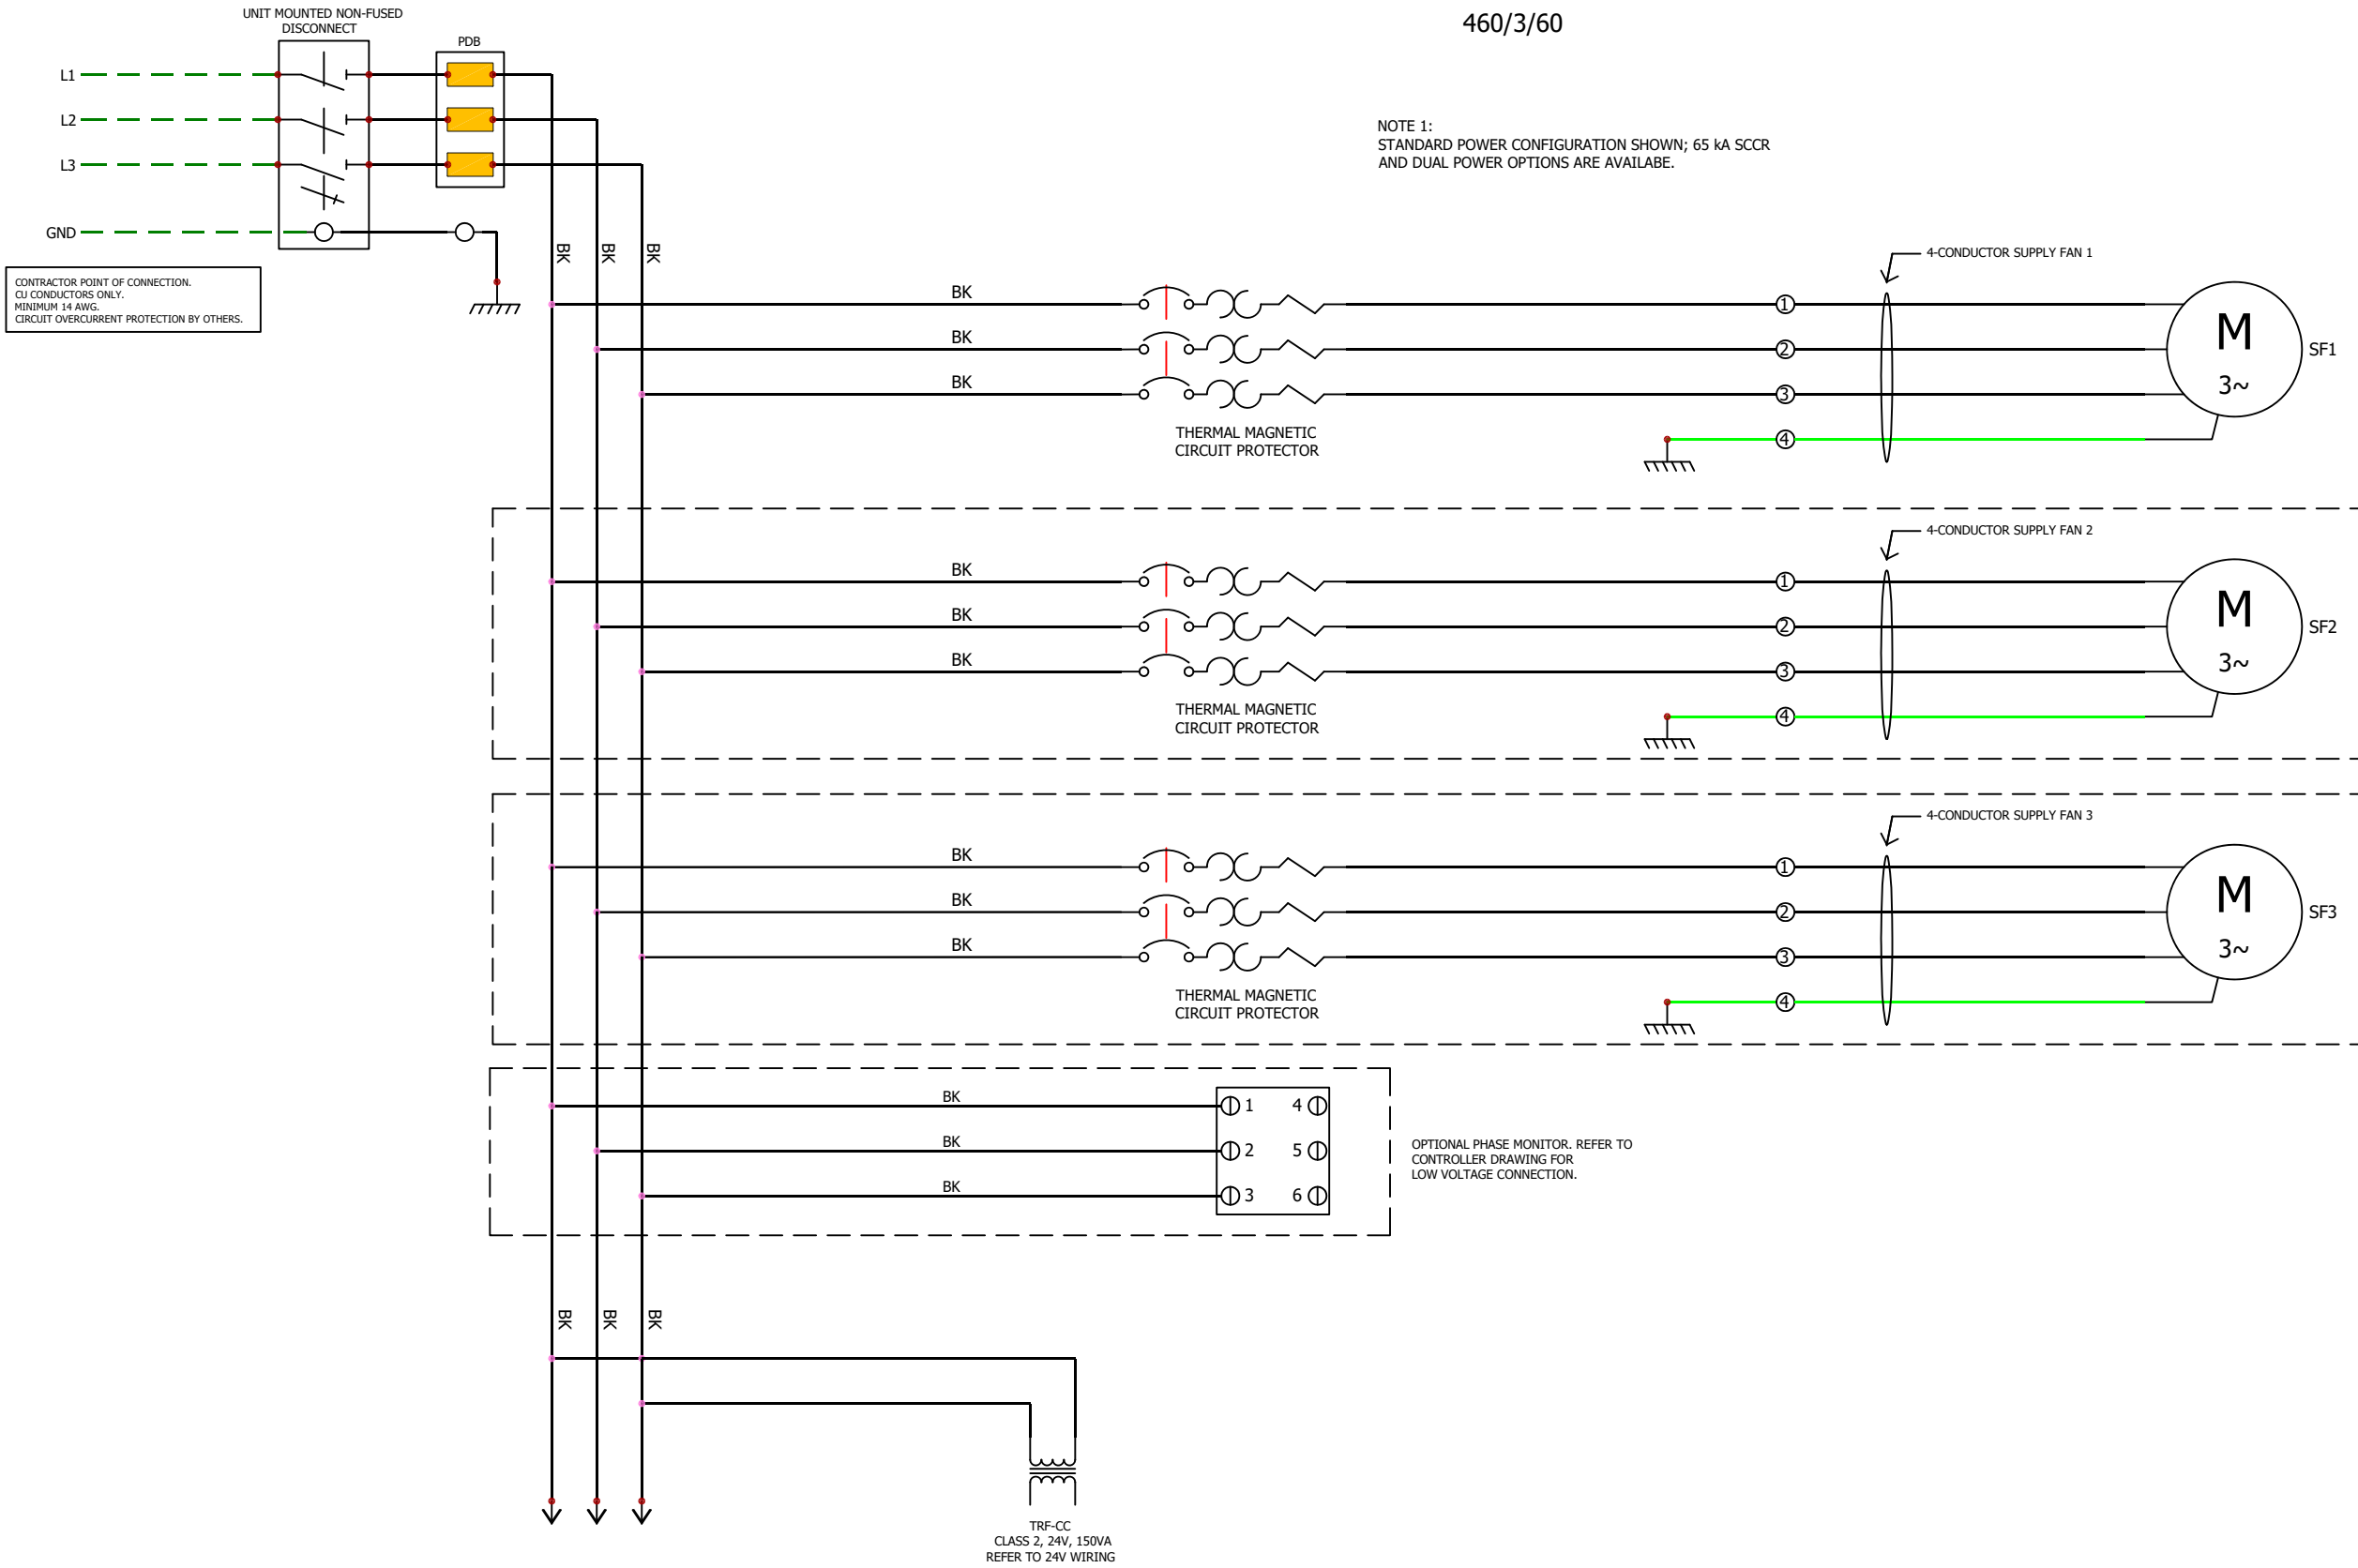 UNIT MOUNTED NON-FUSED
DISCONNECT
PDB
460/3/60
L1
L2
L3
GND
NOTE 1:
STANDARD POWER CONFIGURATION SHOWN; 65 kA SCCR
AND DUAL POWER OPTIONS ARE AVAILABE.
CONTRACTOR POINT OF CONNECTION.
CU CONDUCTORS ONLY.
MINIMUM 14 AWG.
CIRCUIT OVERCURRENT PROTECTION BY OTHERS.
BK
BK
BK
4-CONDUCTOR SUPPLY FAN 1
BK
BK
BK
1
2
3
4
M
3~
SF1
THERMAL MAGNETIC
CIRCUIT PROTECTOR
4-CONDUCTOR SUPPLY FAN 2
BK
BK
BK
1
2
3
4
M
3~
SF2
THERMAL MAGNETIC
CIRCUIT PROTECTOR
4-CONDUCTOR SUPPLY FAN 3
BK
BK
BK
1
2
3
4
M
3~
SF3
THERMAL MAGNETIC
CIRCUIT PROTECTOR
BK
BK
BK
1 4
2 5
3 6
OPTIONAL PHASE MONITOR. REFER TO
CONTROLLER DRAWING FOR
LOW VOLTAGE CONNECTION.
BK
BK
BK
TRF-CC
CLASS 2, 24V, 150VA
REFER TO 24V WIRING